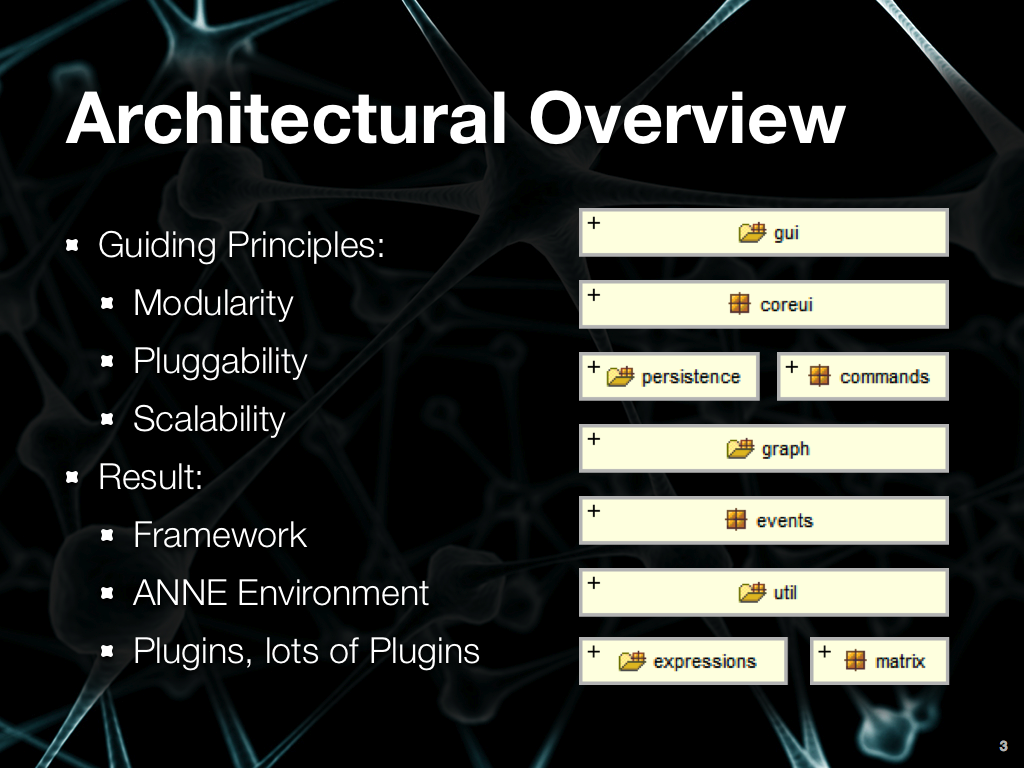 Architectural Overview
Guiding Principles:
Modularity
Pluggability
Scalability
Result:
Framework
ANNE Environment
Plugins, lots of Plugins
+ gui
+ coreui
+ persistence + commands
+ graph
+ events
+ util
+ expressions + matrix
3